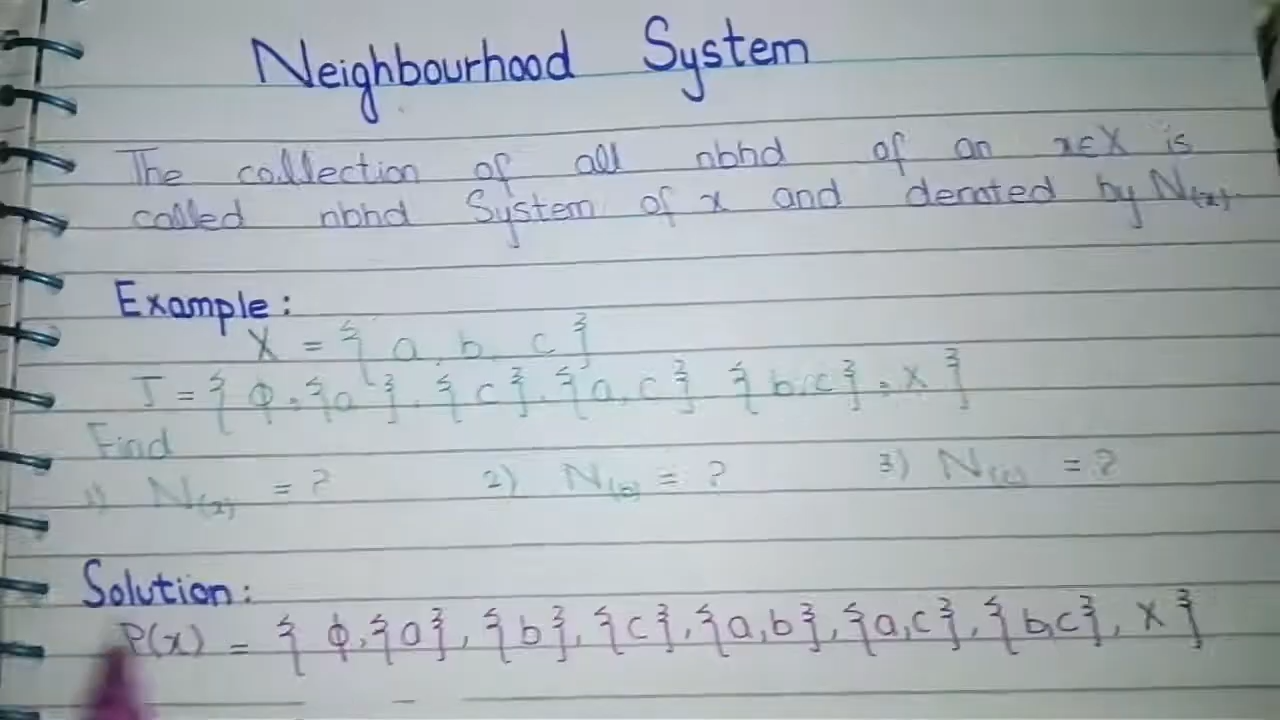 Neighbourhood System
The collection of all nbhd of an x∈X is
called nbhd System of x and denoted by N(x).
Example:
X = { a, b, c }
J = { ϕ, {a}, {c}, {a, c} {b, c}, X }
Find
1) N(x) = ? 2) N(b) = ? 3) N(c) = ?
Solution:
P(x) = { ϕ, {a}, {b}, {c}, {a, b}, {a, c}, {b, c}, X }